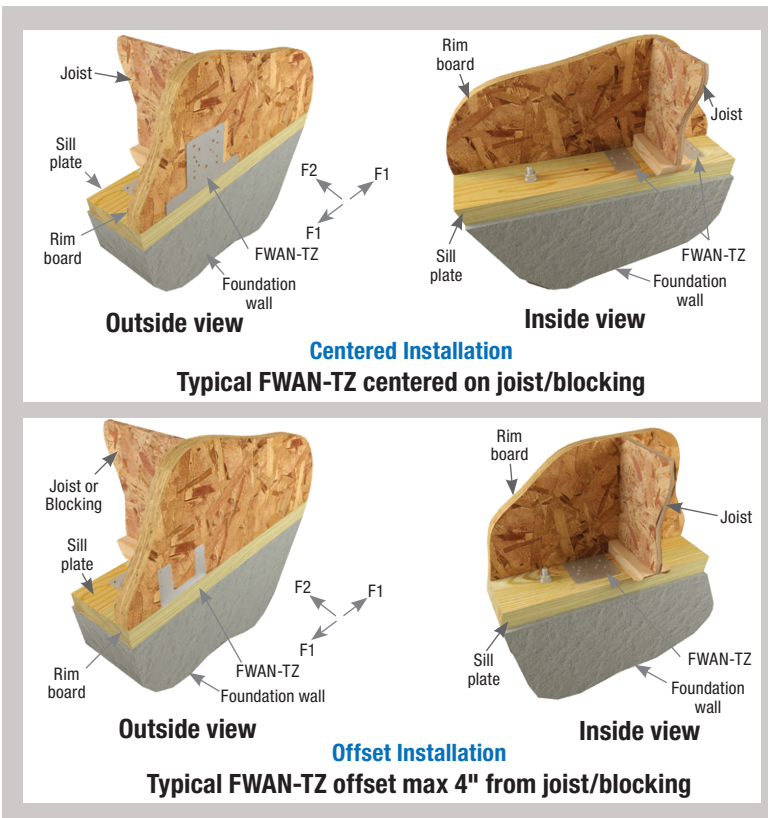 Joist
Sill
plate
Rim
board
F2
F1
F1
FWAN-TZ
Foundation
wall
Outside view
Rim
board
Joist
Sill
plate
FWAN-TZ
Foundation
wall
Inside view
Centered Installation
Typical FWAN-TZ centered on joist/blocking
Joist or
Blocking
Sill
plate
Rim
board
F2
F1
F1
FWAN-TZ
Foundation wall
Outside view
Rim
board
Joist
Sill
plate
FWAN-TZ
Foundation
wall
Inside view
Offset Installation
Typical FWAN-TZ offset max 4" from joist/blocking